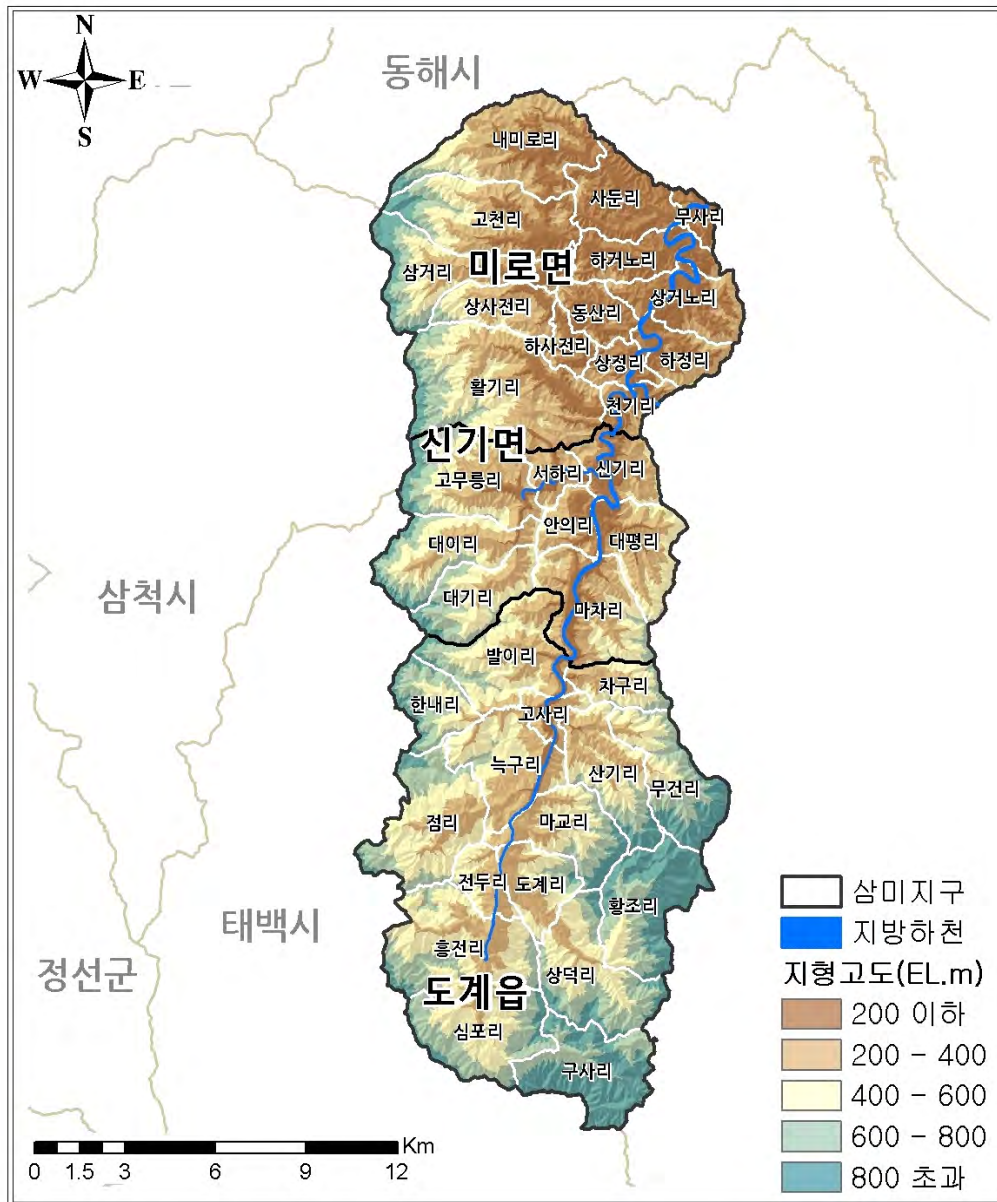 N
W E
S
동해시
내미로리
사둔리
무사리
고천리
하거노리
미로면
삼거리
상거노리
상사전리
동산리
하사전리
상정리
하정리
활기리
천기리
신기면
서하리
신기리
고무릉리
안의리
대평리
대이리
삼척시
대기리
마차리
발이리
차구리
한내리
고사리
늑구리
산기리
무건리
점리
마교리
전두리
도계리
황조리
태백시
흥전리
상덕리
정선군
도계읍
심포리
구사리
삼미지구
지방하천
지형고도(EL.m)
200 이하
200 - 400
400 - 600
600 - 800
800 초과
Km
0 1.5 3 6 9 12